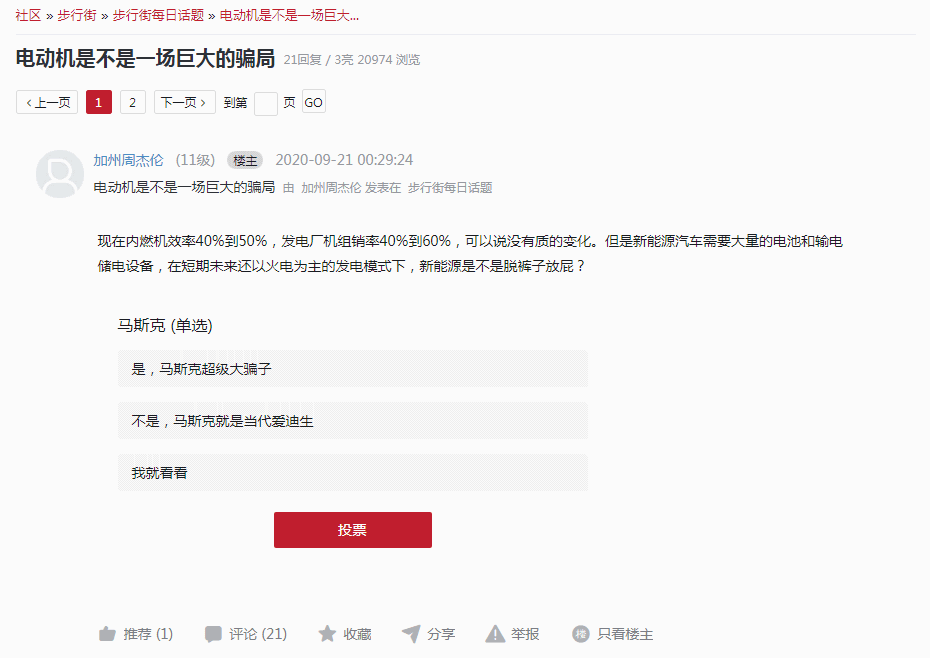 社区 » 步行街 » 步行街每日话题 » 电动机是不是一场巨大...
电动机是不是一场巨大的骗局 21回复 / 3亮 20974 浏览
‹ 上一页 1 2 下一页 › 到第 页 GO
加州周杰伦 (11级) 楼主 2020-09-21 00:29:24
电动机是不是一场巨大的骗局 由 加州周杰伦 发表在 步行街每日话题
现在内燃机效率40%到50%，发电厂机组销率40%到60%，可以说没有质的变化。但是新能源汽车需要大量的电池和输电
储电设备，在短期未来还以火电为主的发电模式下，新能源是不是脱裤子放屁？
马斯克 (单选)
是，马斯克超级大骗子
不是，马斯克就是当代爱迪生
我就看看
投票
推荐 (1) 评论 (21) 收藏 分享 举报 楼 只看楼主